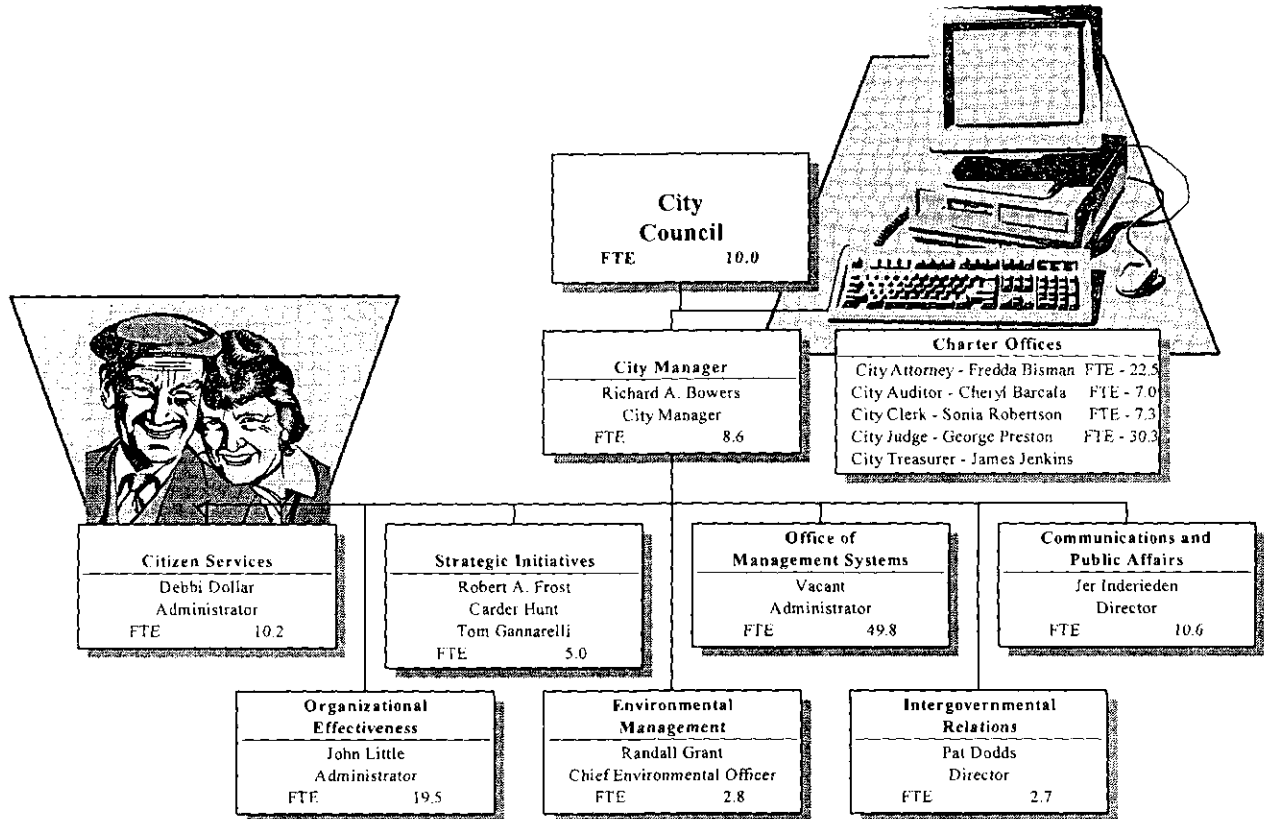 City
Council
FTE 10.0
City Manager
Richard A. Bowers
City Manager
FTE 8.6
Charter Offices
City Attorney - Fredda Bisman FTE - 22.5
City Auditor - Cheryl Barcala FTE - 7.0
City Clerk - Sonia Robertson FTE - 7.3
City Judge - George Preston FTE - 30.3
City Treasurer - James Jenkins
Citizen Services
Debbi Dollar
Administrator
FTE 10.2
Strategic Initiatives
Robert A. Frost
Carder Hunt
Tom Gannarelli
FTE 5.0
Office of
Management Systems
Vacant
Administrator
FTE 49.8
Communications and
Public Affairs
Jer Inderieden
Director
FTE 10.6
Organizational
Effectiveness
John Little
Administrator
FTE 19.5
Environmental
Management
Randall Grant
Chief Environmental Officer
FTE 2.8
Intergovernmental
Relations
Pat Dodds
Director
FTE 2.7